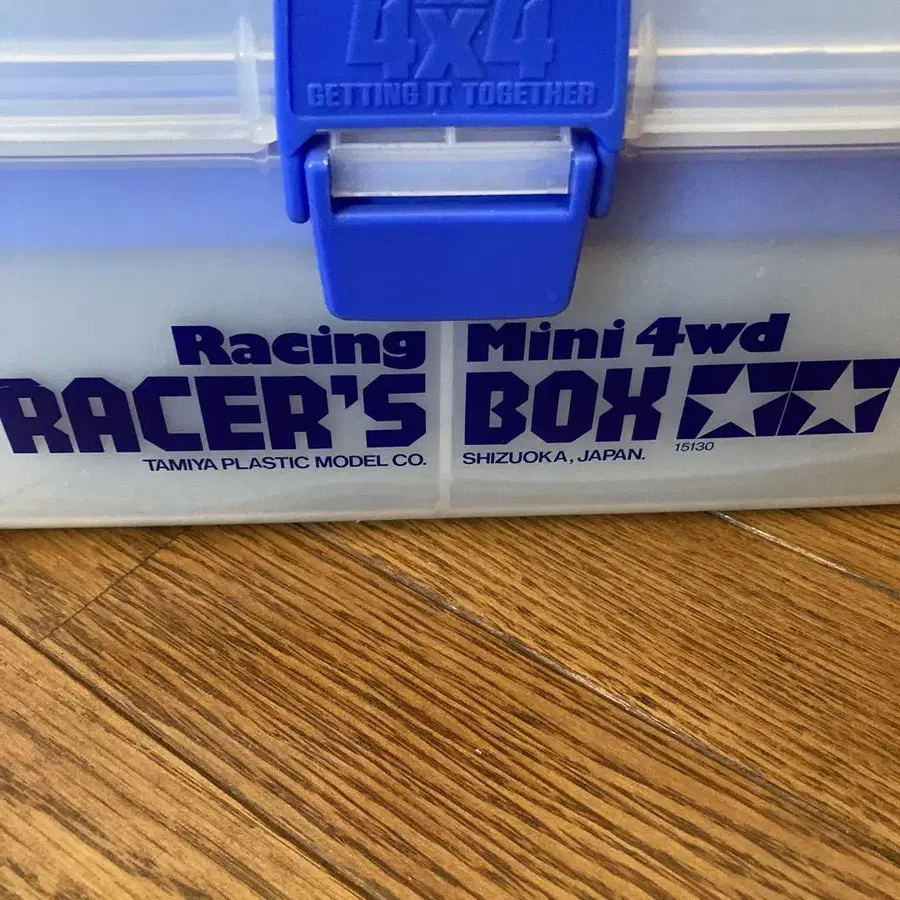 4x4
GETTING IT TOGETHER
Racing Mini 4wd
RACER'S BOX
15130
TAMIYA PLASTIC MODEL CO. SHIZUOKA, JAPAN.